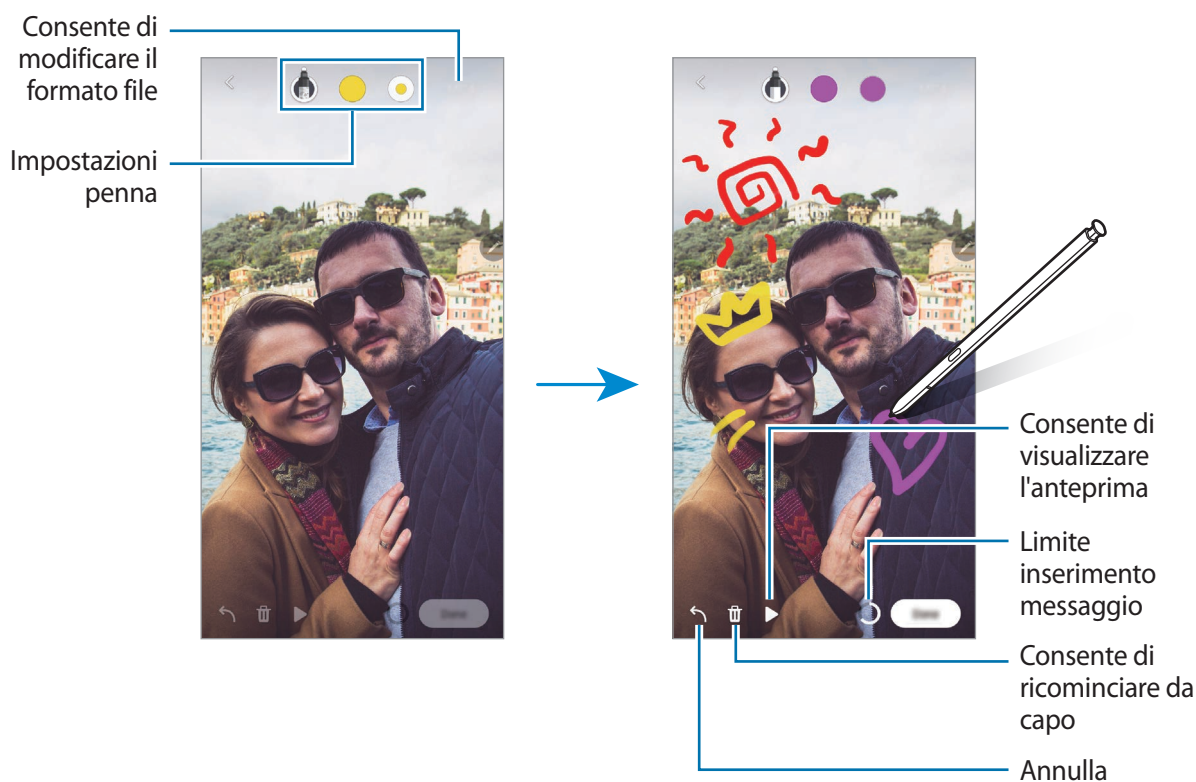 Consente di
modificare il
formato file
Impostazioni
penna
Consente di
visualizzare
l'anteprima
Limite
inserimento
messaggio
Consente di
ricominciare da
capo
Annulla